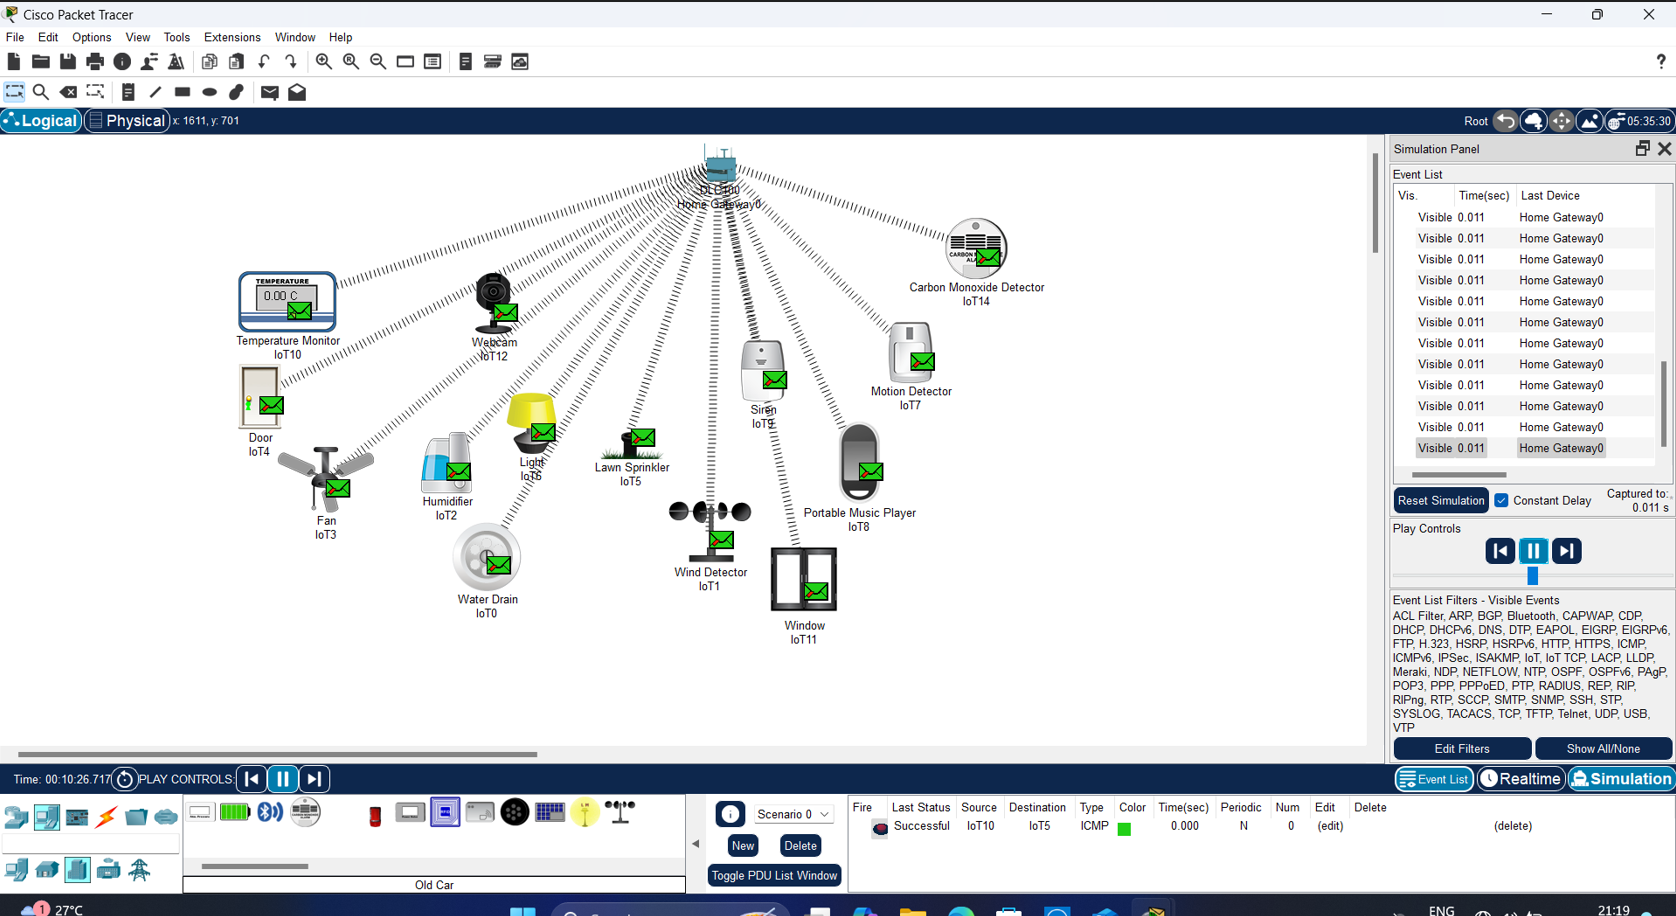 Cisco Packet Tracer
File Edit Options View Tools Extensions Window Help
?
Logical Physical x: 1611, y: 701
Root 05:35:30
DLC100
Home Gateway0
CARBON MONOXIDE
Carbon Monoxide Detector
IoT14
TEMPERATURE
0.00 C
Temperature Monitor
IoT10
Webcam
IoT12
Door
IoT4
Fan
IoT3
Humidifier
IoT2
Light
IoT6
Lawn Sprinkler
IoT5
Siren
IoT9
Motion Detector
IoT7
Portable Music Player
IoT8
Water Drain
IoT0
Wind Detector
IoT1
Window
IoT11
Simulation Panel
Event List
Vis. Time(sec) Last Device
Visible 0.011 Home Gateway0
Visible 0.011 Home Gateway0
Visible 0.011 Home Gateway0
Visible 0.011 Home Gateway0
Visible 0.011 Home Gateway0
Visible 0.011 Home Gateway0
Visible 0.011 Home Gateway0
Visible 0.011 Home Gateway0
Visible 0.011 Home Gateway0
Visible 0.011 Home Gateway0
Visible 0.011 Home Gateway0
Visible 0.011 Home Gateway0
Reset Simulation Constant Delay Captured to:
0.011 s
Play Controls
Event List Filters - Visible Events
ACL Filter, ARP, BGP, Bluetooth, CAPWAP, CDP,
DHCP, DHCPv6, DNS, DTP, EAPOL, EIGRP, EIGRPv6,
FTP, H.323, HSRP, HSRPv6, HTTP, HTTPS, ICMP,
ICMPv6, IPSec, ISAKMP, IoT, IoT TCP, LACP, LLDP,
Meraki, NDP, NETFLOW, NTP, OSPF, OSPFv6, PAgP,
POP3, PPP, PPPoED, PTP, RADIUS, REP, RIP,
RIPng, RTP, SCCP, SMTP, SNMP, SSH, STP,
SYSLOG, TACACS, TCP, TFTP, Telnet, UDP, USB,
VTP
Edit Filters Show All/None
Time: 00:10:26.717 PLAY CONTROLS:
Event List Realtime Simulation
Scenario 0
New Delete
Toggle PDU List Window
Old Car
Fire Last Status Source Destination Type Color Time(sec) Periodic Num Edit Delete
Successful IoT10 IoT5 ICMP 0.000 N 0 (edit) (delete)
1
27°C
ENG
21:19